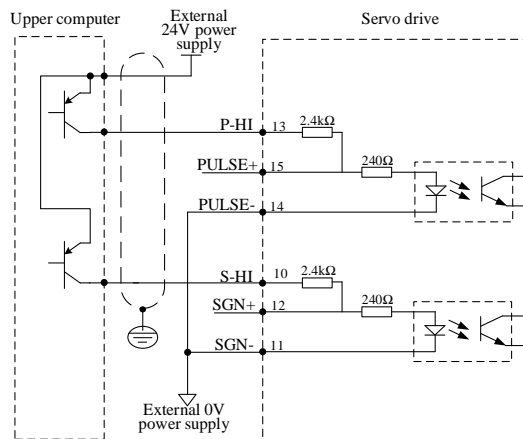 Upper computer
External
24V power
supply
Servo drive
P-HI 13 2.4kΩ
PULSE+ 15 240Ω
PULSE- 14
S-HI 10 2.4kΩ
SGN+ 12 240Ω
SGN- 11
External 0V
power supply